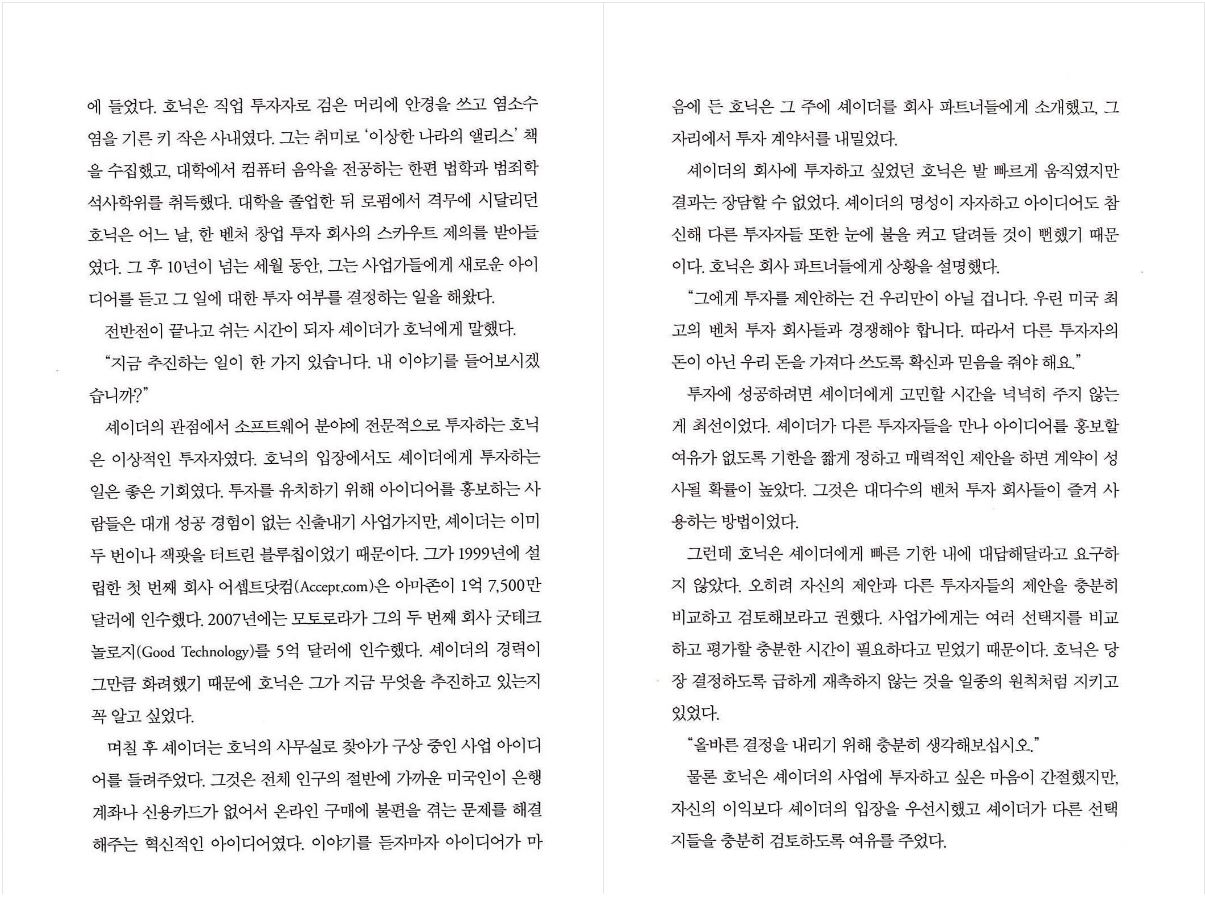 에 들었다. 호닉은 직업 투자자로 검은 머리에 안경을 쓰고 염소수
염을 기른 키 작은 사내였다. 그는 취미로 ‘이상한 나라의 앨리스’ 책
을 수집했고, 대학에서 컴퓨터 음악을 전공하는 한편 법학과 범죄학
석사학위를 취득했다. 대학을 졸업한 뒤 로펌에서 격무에 시달리던
호닉은 어느 날, 한 벤처 창업 투자 회사의 스카우트 제의를 받아들
였다. 그 후 10년이 넘는 세월 동안, 그는 사업가들에게 새로운 아이
디어를 듣고 그 일에 대한 투자 여부를 결정하는 일을 해왔다.
전반전이 끝나고 쉬는 시간이 되자 셰이더가 호닉에게 말했다.
“지금 추진하는 일이 한 가지 있습니다. 내 이야기를 들어보시겠
습니까?”
셰이더의 관점에서 소프트웨어 분야에 전문적으로 투자하는 호닉
은 이상적인 투자자였다. 호닉의 입장에서도 셰이더에게 투자하는
일은 좋은 기회였다. 투자를 유치하기 위해 아이디어를 홍보하는 사
람들은 대개 성공 경험이 없는 신출내기 사업가지만, 셰이더는 이미
두 번이나 잭팟을 터트린 블루칩이었기 때문이다. 그가 1999년에 설
립한 첫 번째 회사 어셉트닷컴(Accept.com)은 아마존이 1억 7,500만
달러에 인수했다. 2007년에는 모토로라가 그의 두 번째 회사 굿테크
놀로지(Good Technology)를 5억 달러에 인수했다. 셰이더의 경력이
그만큼 화려했기 때문에 호닉은 그가 지금 무엇을 추진하고 있는지
꼭 알고 싶었다.
며칠 후 셰이더는 호닉의 사무실로 찾아가 구상 중인 사업 아이디
어를 들려주었다. 그것은 전체 인구의 절반에 가까운 미국인이 은행
계좌나 신용카드가 없어서 온라인 구매에 불편을 겪는 문제를 해결
해주는 혁신적인 아이디어였다. 이야기를 듣자마자 아이디어가 마
음에 든 호닉은 그 주에 셰이더를 회사 파트너들에게 소개했고, 그
자리에서 투자 계약서를 내밀었다.
셰이더의 회사에 투자하고 싶었던 호닉은 발 빠르게 움직였지만
결과는 장담할 수 없었다. 셰이더의 명성이 자자하고 아이디어도 참
신해 다른 투자자들 또한 눈에 불을 켜고 달려들 것이 뻔했기 때문
이다. 호닉은 회사 파트너들에게 상황을 설명했다.
“그에게 투자를 제안하는 건 우리만이 아닐 겁니다. 우린 미국 최
고의 벤처 투자 회사들과 경쟁해야 합니다. 따라서 다른 투자자의
돈이 아닌 우리 돈을 가져다 쓰도록 확신과 믿음을 줘야 해요.”
투자에 성공하려면 셰이더에게 고민할 시간을 넉넉히 주지 않는
게 최선이었다. 셰이더가 다른 투자자들을 만나 아이디어를 홍보할
여유가 없도록 기한을 짧게 정하고 매력적인 제안을 하면 계약이 성
사될 확률이 높았다. 그것은 대다수의 벤처 투자 회사들이 즐겨 사
용하는 방법이었다.
그런데 호닉은 셰이더에게 빠른 기한 내에 대답해달라고 요구하
지 않았다. 오히려 자신의 제안과 다른 투자자들의 제안을 충분히
비교하고 검토해보라고 권했다. 사업가에게는 여러 선택지를 비교
하고 평가할 충분한 시간이 필요하다고 믿었기 때문이다. 호닉은 당
장 결정하도록 급하게 재촉하지 않는 것을 일종의 원칙처럼 지키고
있었다.
“올바른 결정을 내리기 위해 충분히 생각해보십시오.”
물론 호닉은 셰이더의 사업에 투자하고 싶은 마음이 간절했지만,
자신의 이익보다 셰이더의 입장을 우선시했고 셰이더가 다른 선택
지들을 충분히 검토하도록 여유를 주었다.